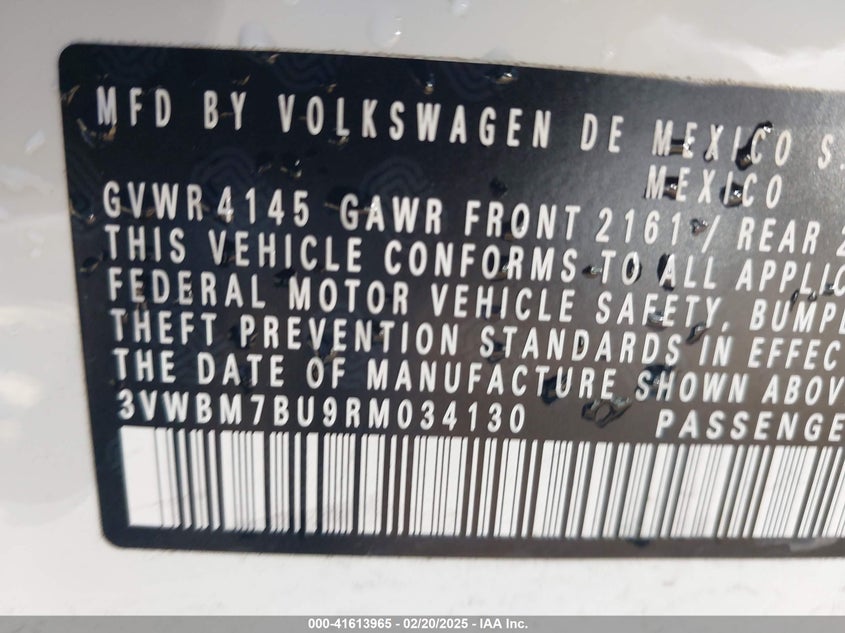 MFD BY VOLKSWAGEN DE MEXICO S.
MEXICO
GVWR 4145 GAWR FRONT 2161 / REAR 2
THIS VEHICLE CONFORMS TO ALL APPLIC
FEDERAL MOTOR VEHICLE SAFETY, BUMPE
THEFT PREVENTION STANDARDS IN EFFEC
THE DATE OF MANUFACTURE SHOWN ABOV
3VWBM7BU9RM034130 PASSENGE
000-41613965 - 02/20/2025 - IAA Inc.